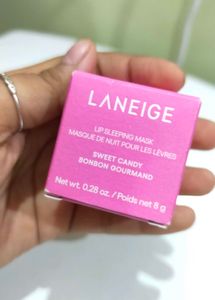 LANEIGE
LIP SLEEPING MASK
MASQUE DE NUIT POUR LES LÈVRES
SWEET CANDY
BONBON GOURMAND
Net wt. 0.28 oz. / Poids net 8 g